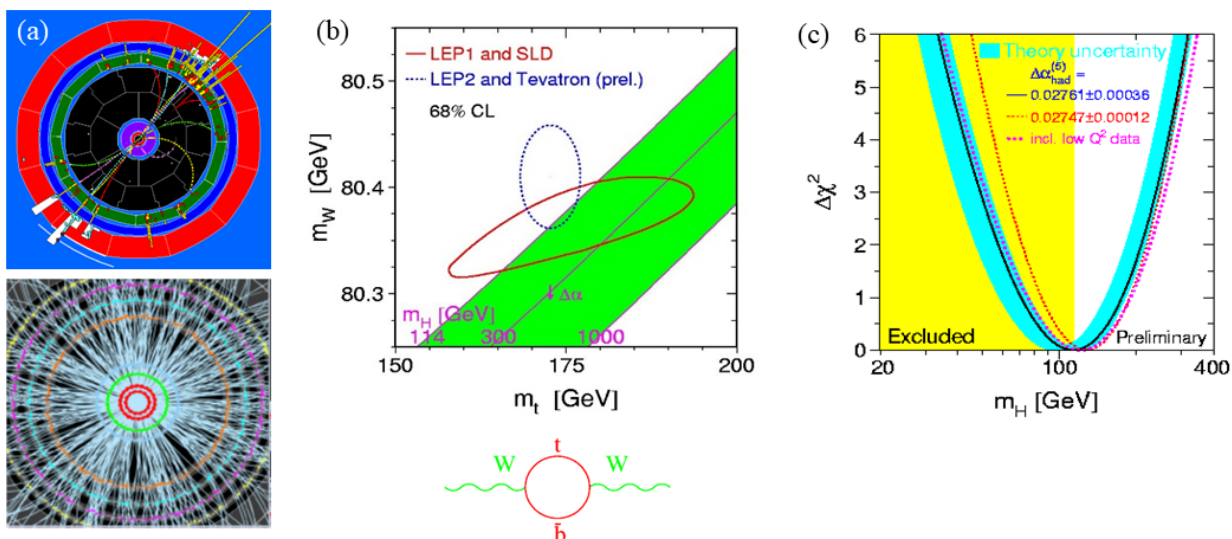 (a)
(b)
LEP1 and SLD
LEP2 and Tevatron (prel.)
68% CL
80.5
80.4
80.3
m_W [GeV]
Δα
m_H [GeV]
114 300 1000
150 175 200
m_t [GeV]
t
W W
b̄
(c)
6
5
4
3
2
1
0
Δχ²
Theory uncertainty
Δα_had^(5) =
0.02761±0.00036
0.02747±0.00012
incl. low Q² data
Excluded Preliminary
20 100 400
m_H [GeV]